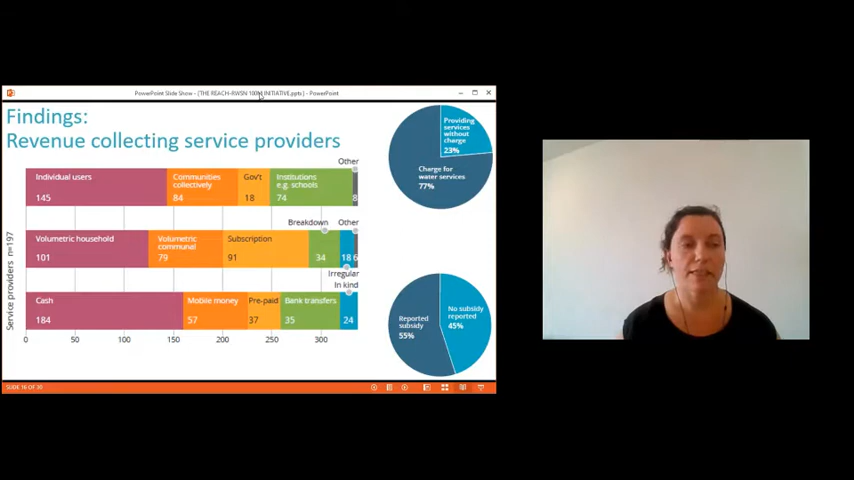 PowerPoint Slide Show - [THE REACH-RWSN 100M INITIATIVE.pptx] - PowerPoint
Findings:
Revenue collecting service providers
Other
Individual users
Communities
collectively
Gov't
Institutions
e.g. schools
145
84
18
74
8
Breakdown
Other
Volumetric household
Volumetric
communal
Subscription
101
79
91
34
18
6
Irregular
In kind
Cash
Mobile money
Pre-paid
Bank transfers
184
57
37
35
24
0
50
100
150
200
250
300
Service providers n=197
Providing
services
without
charge
23%
Charge for
water services
77%
Reported
subsidy
55%
No subsidy
reported
45%
SLIDE 16 OF 30